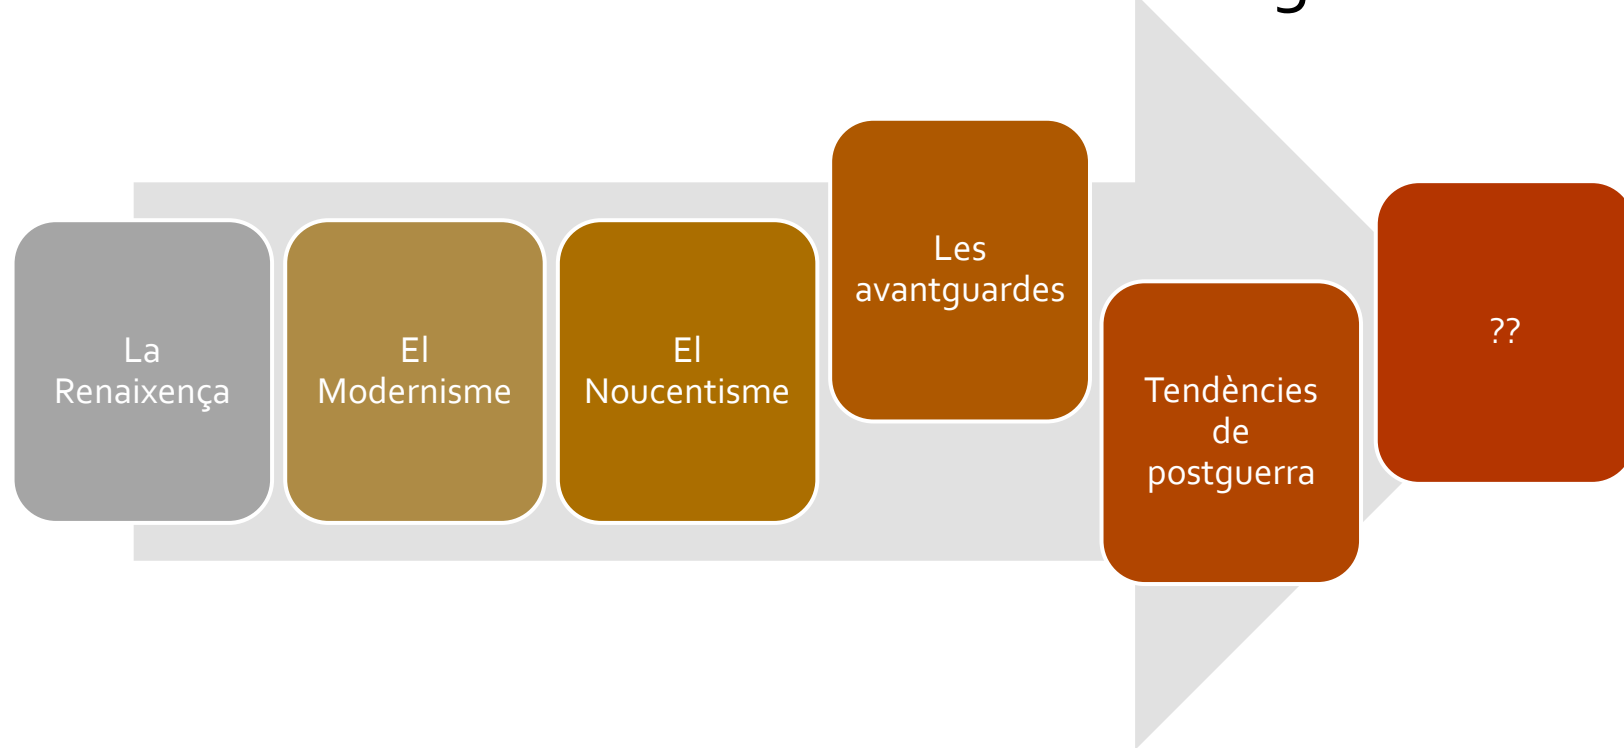 La
Renaixença
El
Modernisme
El
Noucentisme
Les
avantguardes
Tendències
de
postguerra
??